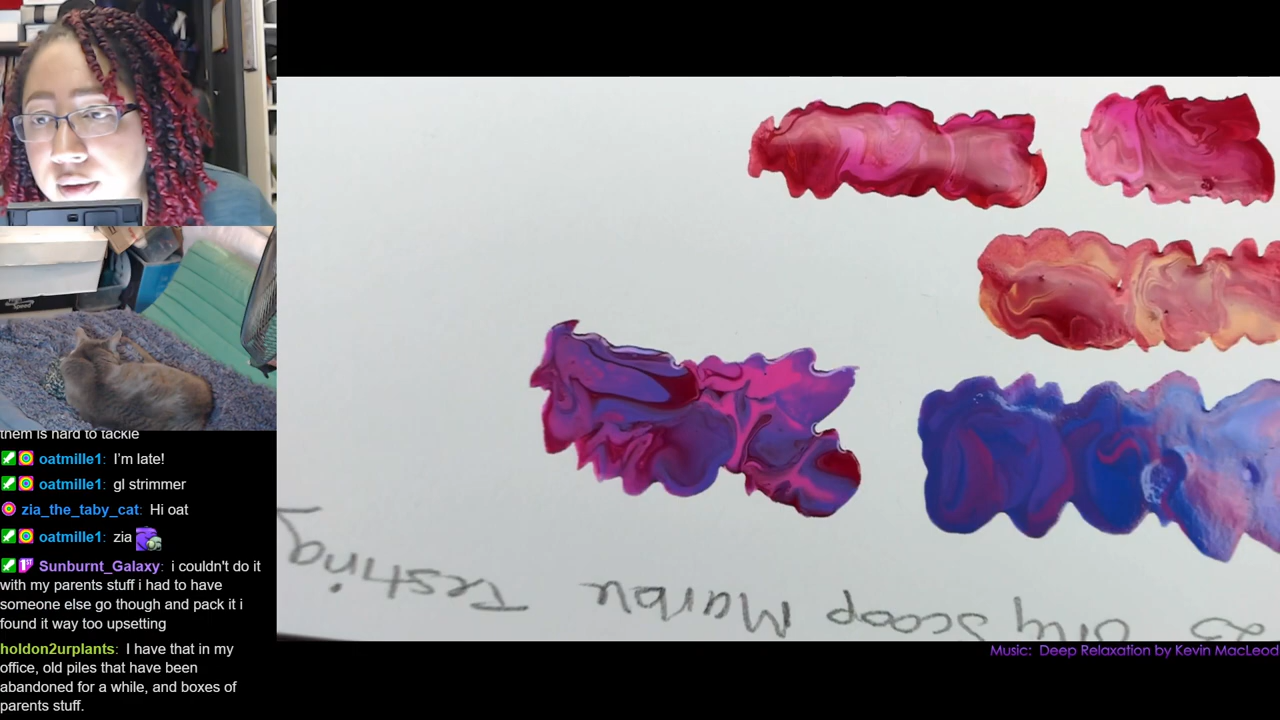 them is hard to tackle
oatmille1: I'm late!
oatmille1: gl strimmer
zia_the_taby_cat: Hi oat
oatmille1: zia
Sunburnt_Galaxy: i couldn't do it
with my parents stuff i had to have
someone else go though and pack it i
found it way too upsetting
holdon2urplants: I have that in my
office, old piles that have been
abandoned for a while, and boxes of
parents stuff.
Scoop Marble Testing
Music: Deep Relaxation by Kevin MacLeod